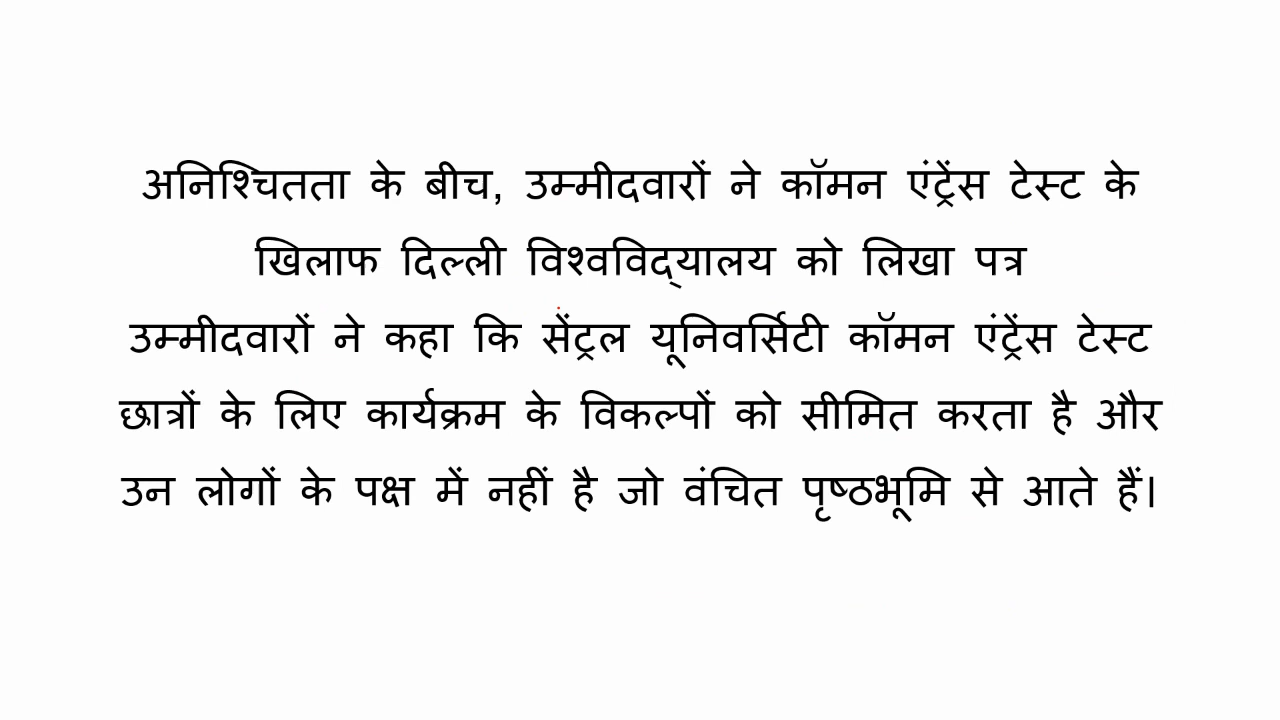 अनिश्चितता के बीच, उम्मीदवारों ने कॉमन एंट्रेंस टेस्ट के
खिलाफ दिल्ली विश्वविद्यालय को लिखा पत्र
उम्मीदवारों ने कहा कि सेंट्रल यूनिवर्सिटी कॉमन एंट्रेंस टेस्ट
छात्रों के लिए कार्यक्रम के विकल्पों को सीमित करता है और
उन लोगों के पक्ष में नहीं है जो वंचित पृष्ठभूमि से आते हैं।